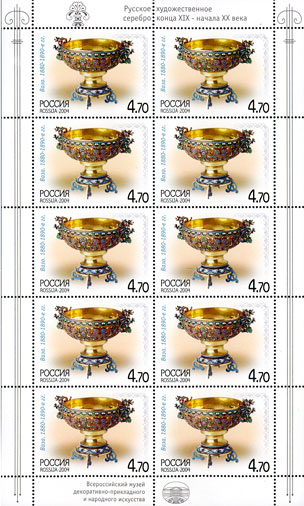 Русское художественное
серебро конца XIX - начала XX века
Ваза. 1880-1890-е гг.
РОССИЯ
ROSSIJA·2004
4.70
Ваза. 1880-1890-е гг.
РОССИЯ
ROSSIJA·2004
4.70
Ваза. 1880-1890-е гг.
РОССИЯ
ROSSIJA·2004
4.70
Ваза. 1880-1890-е гг.
РОССИЯ
ROSSIJA·2004
4.70
Ваза. 1880-1890-е гг.
РОССИЯ
ROSSIJA·2004
4.70
Ваза. 1880-1890-е гг.
РОССИЯ
ROSSIJA·2004
4.70
Ваза. 1880-1890-е гг.
РОССИЯ
ROSSIJA·2004
4.70
Ваза. 1880-1890-е гг.
РОССИЯ
ROSSIJA·2004
4.70
Ваза. 1880-1890-е гг.
РОССИЯ
ROSSIJA·2004
4.70
Ваза. 1880-1890-е гг.
РОССИЯ
ROSSIJA·2004
4.70
Всероссийский музей
декоративно-прикладного
и народного искусства